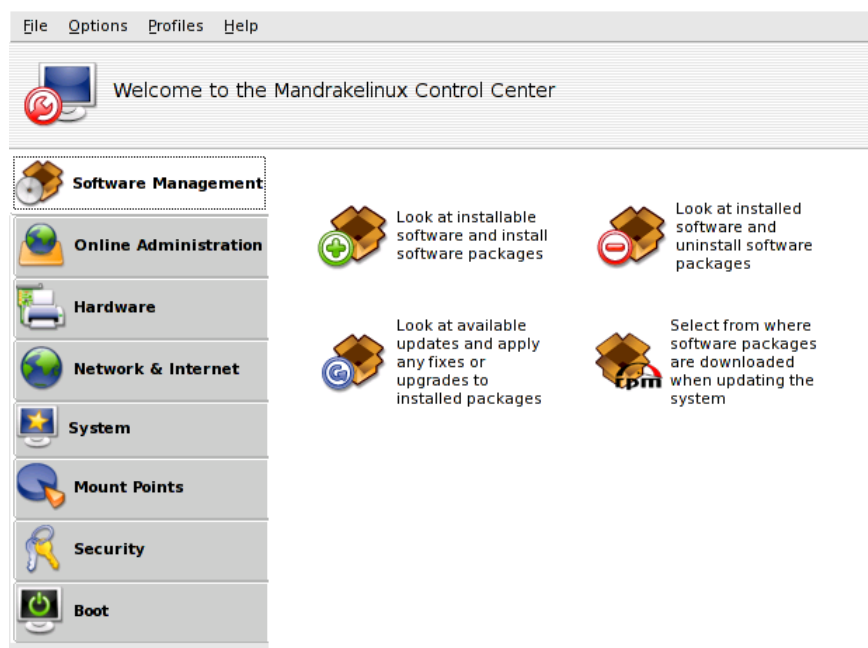 File Options Profiles Help
Welcome to the Mandrakelinux Control Center
Software Management
Online Administration
Hardware
Network & Internet
System
Mount Points
Security
Boot
Look at installable
software and install
software packages
Look at installed
software and
uninstall software
packages
Look at available
updates and apply
any fixes or
upgrades to
installed packages
rpm
Select from where
software packages
are downloaded
when updating the
system